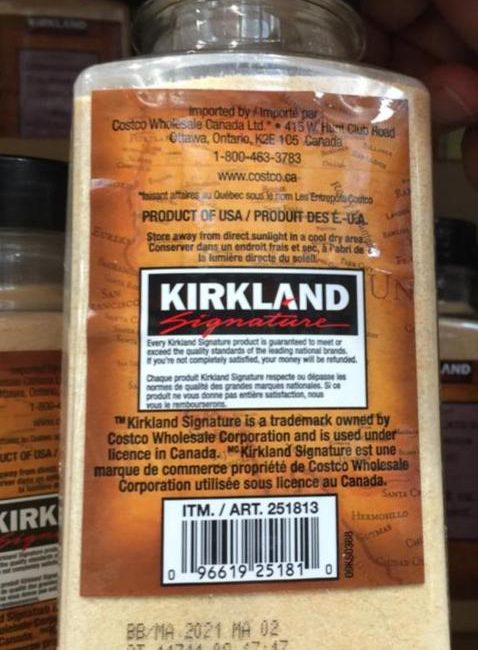 Imported by / Importé par
Costco Wholesale Canada Ltd.* • 415 W Hunt Club Road
Ottawa, Ontario, K2E 1C5 Canada
1-800-463-3783
www.costco.ca
*faisant affaires au Québec sous le nom Les Entrepôts Costco
PRODUCT OF USA / PRODUIT DES É.-U.A.
Store away from direct sunlight in a cool dry area.
Conserver dans un endroit frais et sec, à l'abri de
la lumière directe du soleil.
KIRKLAND
Signature
Every Kirkland Signature product is guaranteed to meet or
exceed the quality standards of the leading national brands.
If you're not completely satisfied, your money will be refunded.
Chaque produit Kirkland Signature respecte ou dépasse les
normes de qualité des grandes marques nationales. Si ce
produit ne vous donne pas entière satisfaction, nous
vous le rembourserons.
™Kirkland Signature is a trademark owned by
Costco Wholesale Corporation and is used under
licence in Canada. MCKirkland Signature est une
marque de commerce propriété de Costco Wholesale
Corporation utilisée sous licence au Canada.
ITM. / ART. 251813
0 96619 25181 0
SANTA CR
HERMOSILLO
BB/MA 2021 MA 02
UCT OF USA
KIRK
AND